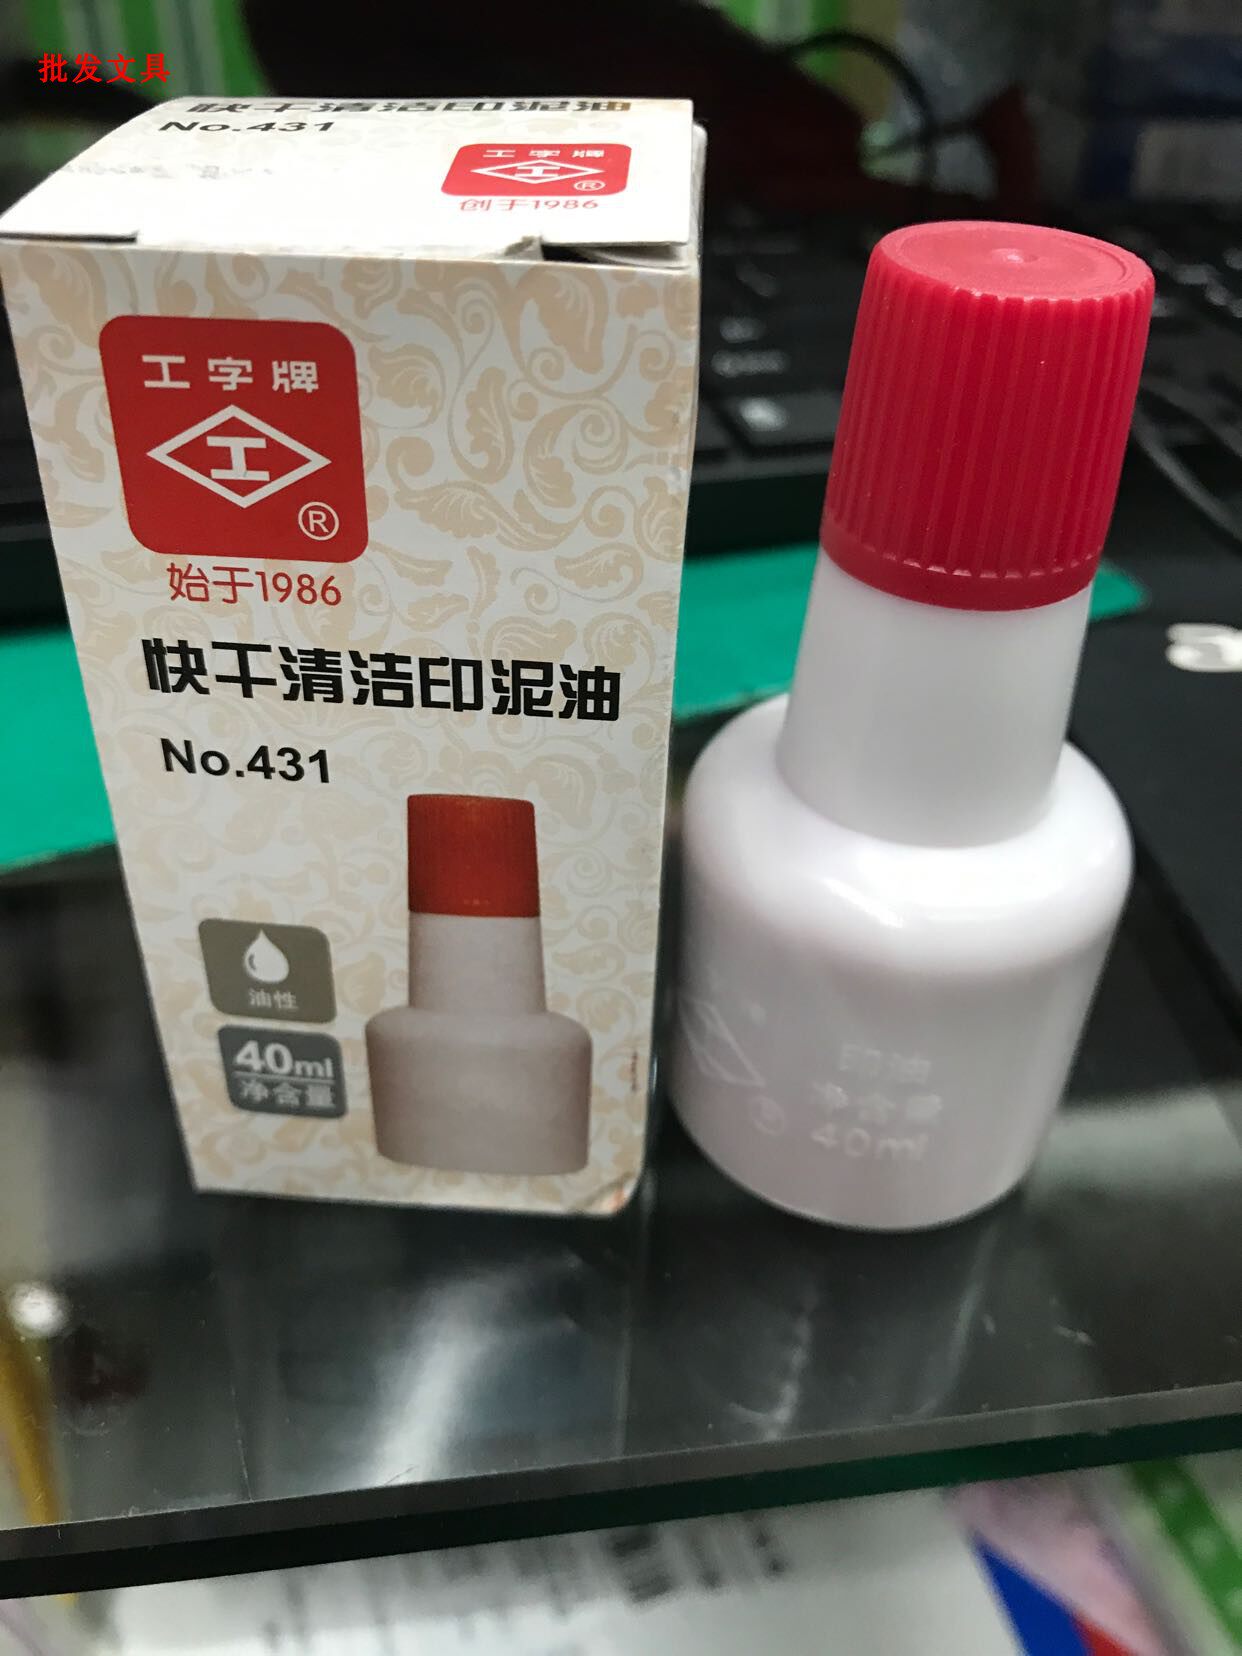 批发文具
快干清洁印泥油
No.431
工字牌
工
®
创于1986
工字牌
工
®
始于1986
快干清洁印泥油
No.431
油性
40ml
净含量
印油
净含量
40ml